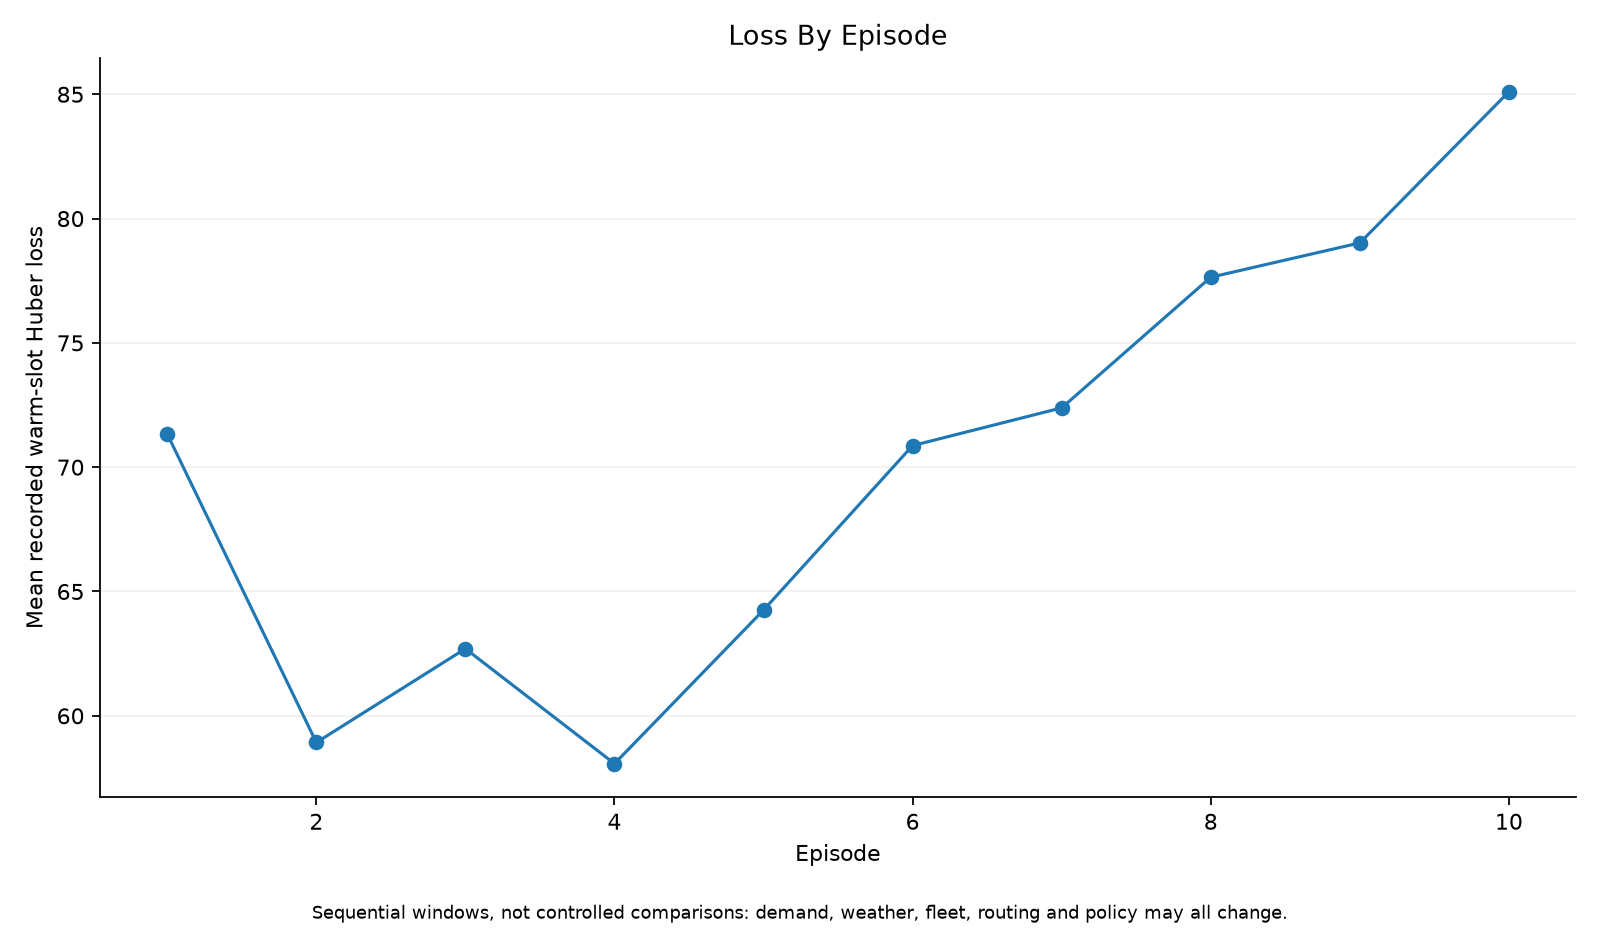 Loss By Episode
Mean recorded warm-slot Huber loss
85
80
75
70
65
60
2 4 6 8 10
Episode
Sequential windows, not controlled comparisons: demand, weather, fleet, routing and policy may all change.